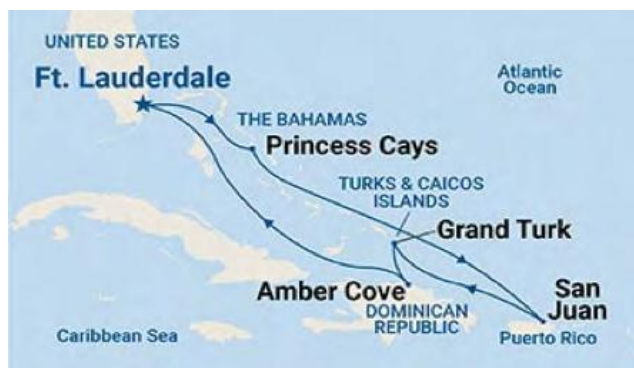 UNITED STATES
Ft. Lauderdale
Atlantic
Ocean
THE BAHAMAS
Princess Cays
TURKS & CAICOS
ISLANDS
Grand Turk
Amber Cove
DOMINICAN
REPUBLIC
San
Juan
Puerto Rico
Caribbean Sea